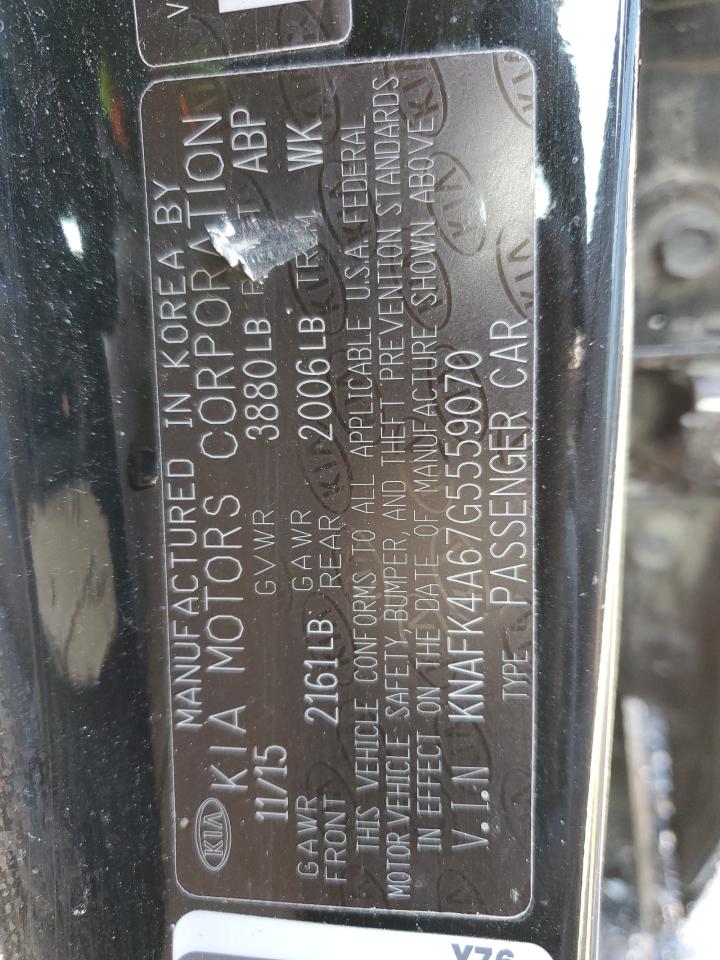 MANUFACTURED IN KOREA BY
KIA KIA MOTORS CORPORATION
11/15 GVWR 3880LB ABP
GAWR FRONT 2161LB GAWR REAR 2006LB WK
THIS VEHICLE CONFORMS TO ALL APPLICABLE U.S.A FEDERAL
MOTOR VEHICLE SAFETY, BUMPER, AND THEFT PREVENTION STANDARDS
IN EFFECT ON THE DATE OF MANUFACTURE SHOWN ABOVE
V.I.N KNAFK4A67G5559070
TYPE PASSENGER CAR